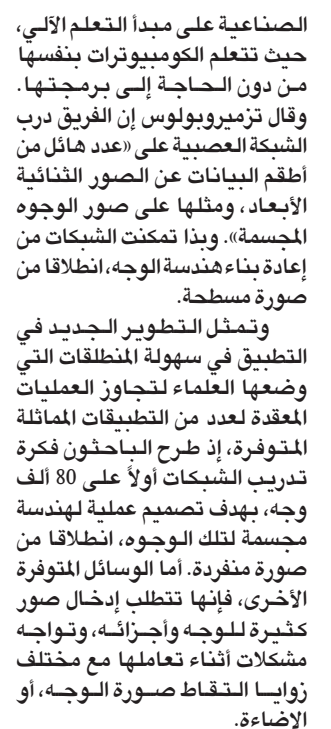 الصناعية على مبدأ التعلم الآلي،
حيث تتعلم الكومبيوترات بنفسها
من دون الحاجة إلى برمجتها.
وقال تزميروبولوس إن الفريق درب
الشبكة العصبية على «عدد هائل من
أطقم البيانات عن الصور الثنائية
الأبعاد، ومثلها على صور الوجوه
المجسمة». وبذا تمكنت الشبكات من
إعادة بناء هندسة الوجه، انطلاقا من
صورة مسطحة.
وتمثل التطوير الجديد في
التطبيق في سهولة المنطلقات التي
وضعها العلماء لتجاوز العمليات
المعقدة لعدد من التطبيقات المماثلة
المتوفرة، إذ طرح الباحثون فكرة
تدريب الشبكات أولاً على 80 ألف
وجه، بهدف تصميم عملية لهندسة
مجسمة لتلك الوجوه، انطلاقا من
صورة منفردة. أما الوسائل المتوفرة
الأخرى، فإنها تتطلب إدخال صور
كثيرة للوجه وأجزائه، وتواجه
مشكلات أثناء تعاملها مع مختلف
زوايا التقاط صورة الوجه، أو
الاضاءة.